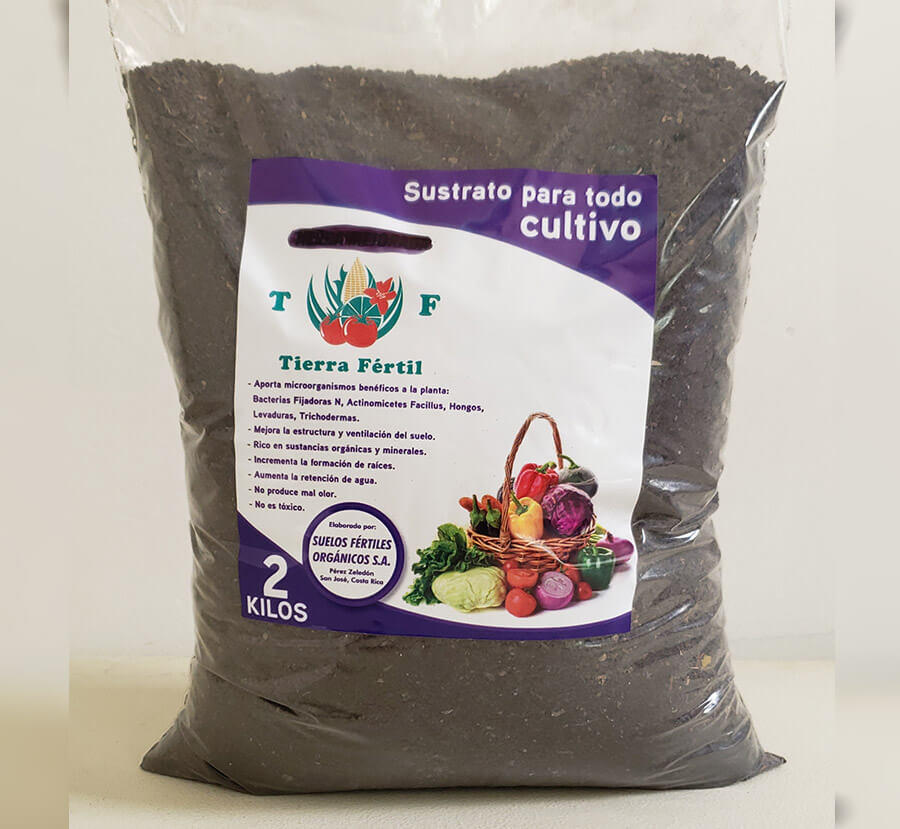 Sustrato para todo
cultivo
T F
Tierra Fértil
- Aporta microorganismos benéficos a la planta:
Bacterias Fijadoras N, Actinomicetes Facillus, Hongos,
Levaduras, Trichodermas.
- Mejora la estructura y ventilación del suelo.
- Rico en sustancias orgánicas y minerales.
- Incrementa la formación de raíces.
- Aumenta la retención de agua.
- No produce mal olor.
- No es tóxico.
Elaborado por:
SUELOS FÉRTILES
ORGÁNICOS S.A.
Pérez Zeledón
San José, Costa Rica
2
KILOS